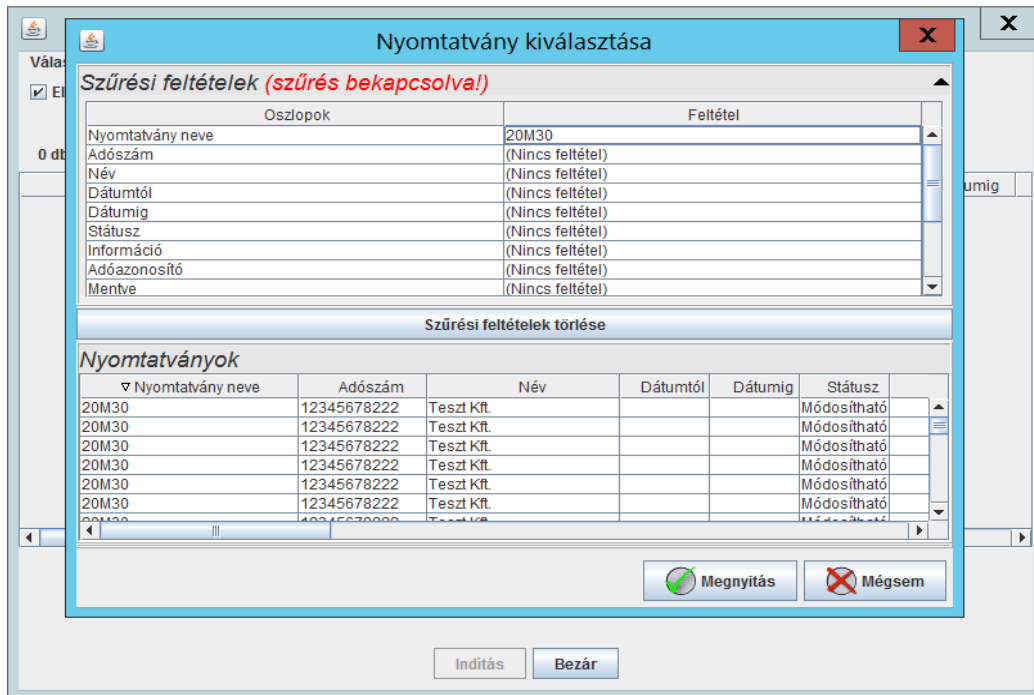 X
Nyomtatvány kiválasztása
X
Szűrési feltételek (szűrés bekapcsolva!)
Oszlopok Feltétel
Nyomtatvány neve 20M30
Adószám (Nincs feltétel)
Név (Nincs feltétel)
Dátumtól (Nincs feltétel)
Dátumig (Nincs feltétel)
Státusz (Nincs feltétel)
Információ (Nincs feltétel)
Adóazonosító (Nincs feltétel)
Mentve (Nincs feltétel)
0 db
umig
Szűrési feltételek törlése
Nyomtatványok
Nyomtatvány neve Adószám Név Dátumtól Dátumig Státusz
20M30 12345678222 Teszt Kft. Módosítható
20M30 12345678222 Teszt Kft. Módosítható
20M30 12345678222 Teszt Kft. Módosítható
20M30 12345678222 Teszt Kft. Módosítható
20M30 12345678222 Teszt Kft. Módosítható
20M30 12345678222 Teszt Kft. Módosítható
Megnyitás Mégsem
Indítás Bezár